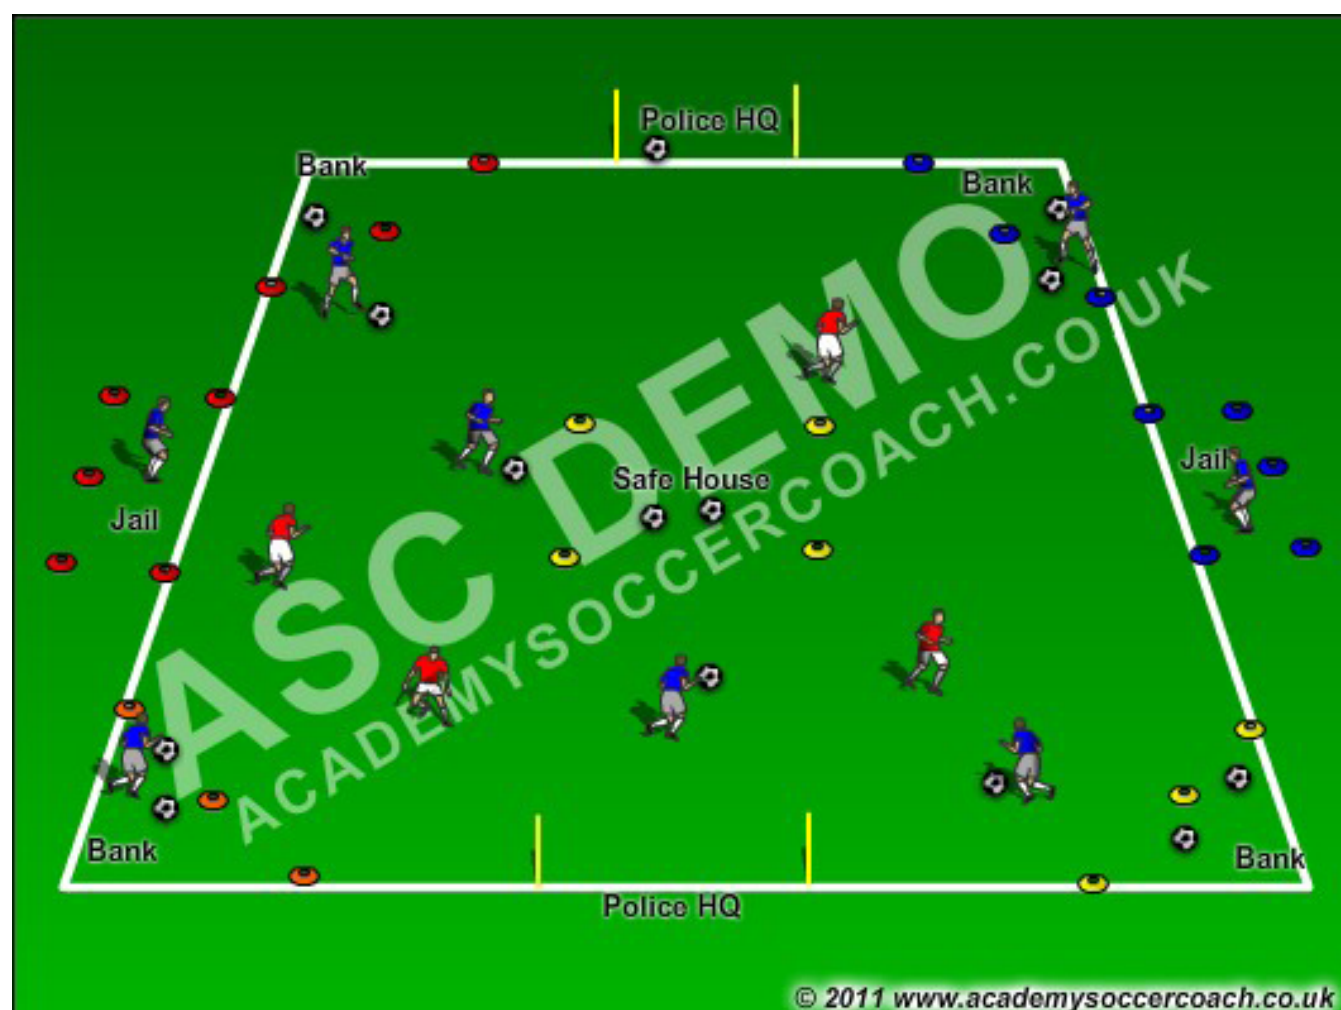 Police HQ
Bank
Bank
ASC DEMO
ACADEMYSOCCERCOACH.CO.UK
Safe House
Jail
Jail
Bank
Bank
Police HQ
© 2011 www.academysoccercoach.co.uk